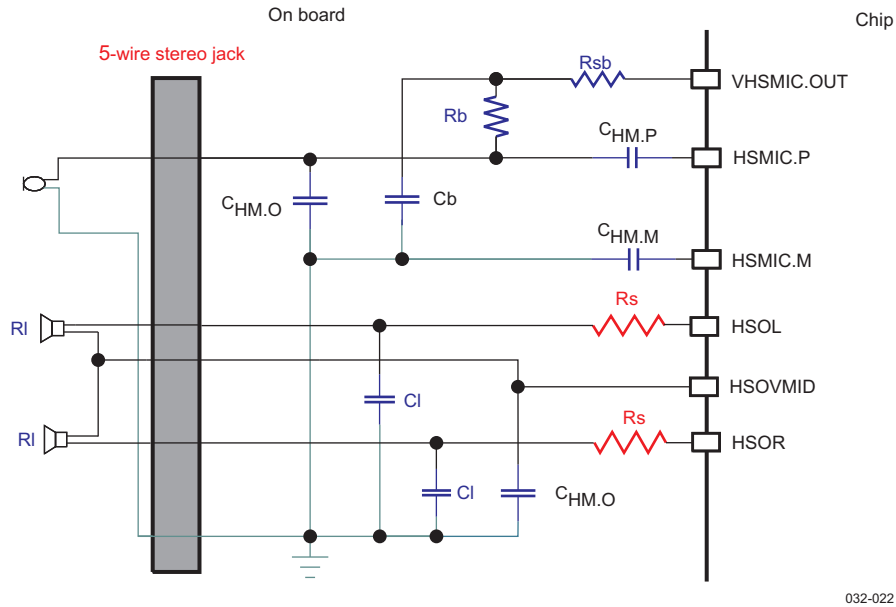 On board
Chip
5-wire stereo jack
Rsb
VHSMIC.OUT
Rb
CHM.P
HSMIC.P
CHM.O
Cb
CHM.M
HSMIC.M
Rs
HSOL
Rl
HSOVMID
Cl
Rs
Rl
HSOR
Cl
CHM.O
032-022